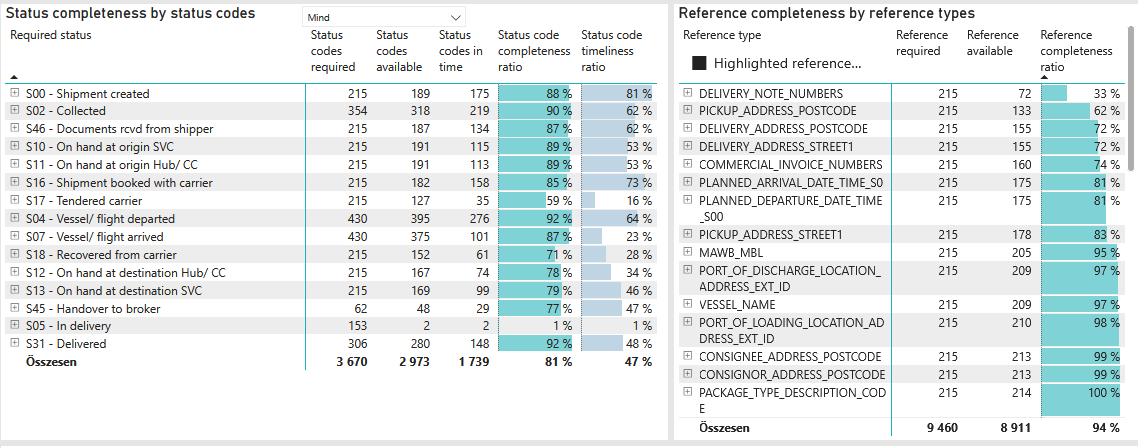 Status completeness by status codes
Mind
Required status Status codes required Status codes available Status codes in time Status code completeness ratio Status code timeliness ratio
S00 - Shipment created 215 189 175 88 % 81 %
S02 - Collected 354 318 219 90 % 62 %
S46 - Documents rcvd from shipper 215 187 134 87 % 62 %
S10 - On hand at origin SVC 215 191 115 89 % 53 %
S11 - On hand at origin Hub/ CC 215 191 113 89 % 53 %
S16 - Shipment booked with carrier 215 182 158 85 % 73 %
S17 - Tendered carrier 215 127 35 59 % 16 %
S04 - Vessel/ flight departed 430 395 276 92 % 64 %
S07 - Vessel/ flight arrived 430 375 101 87 % 23 %
S18 - Recovered from carrier 215 152 61 71 % 28 %
S12 - On hand at destination Hub/ CC 215 167 74 78 % 34 %
S13 - On hand at destination SVC 215 169 99 79 % 46 %
S45 - Handover to broker 62 48 29 77 % 47 %
S05 - In delivery 153 2 2 1 % 1 %
S31 - Delivered 306 280 148 92 % 48 %
Összesen 3 670 2 973 1 739 81 % 47 %
Reference completeness by reference types
Reference type Reference required Reference available Reference completeness ratio
Highlighted reference...
DELIVERY_NOTE_NUMBERS 215 72 33 %
PICKUP_ADDRESS_POSTCODE 215 133 62 %
DELIVERY_ADDRESS_POSTCODE 215 155 72 %
DELIVERY_ADDRESS_STREET1 215 155 72 %
COMMERCIAL_INVOICE_NUMBERS 215 160 74 %
PLANNED_ARRIVAL_DATE_TIME_S0 215 175 81 %
PLANNED_DEPARTURE_DATE_TIME 215 175 81 %
_S00
PICKUP_ADDRESS_STREET1 215 178 83 %
MAWB_MBL 215 205 95 %
PORT_OF_DISCHARGE_LOCATION_ 215 209 97 %
ADDRESS_EXT_ID
VESSEL_NAME 215 209 97 %
PORT_OF_LOADING_LOCATION_AD 215 210 98 %
DRESS_EXT_ID
CONSIGNEE_ADDRESS_POSTCODE 215 213 99 %
CONSIGNOR_ADDRESS_POSTCODE 215 213 99 %
PACKAGE_TYPE_DESCRIPTION_COD 215 214 100 %
E
Összesen 9 460 8 911 94 %